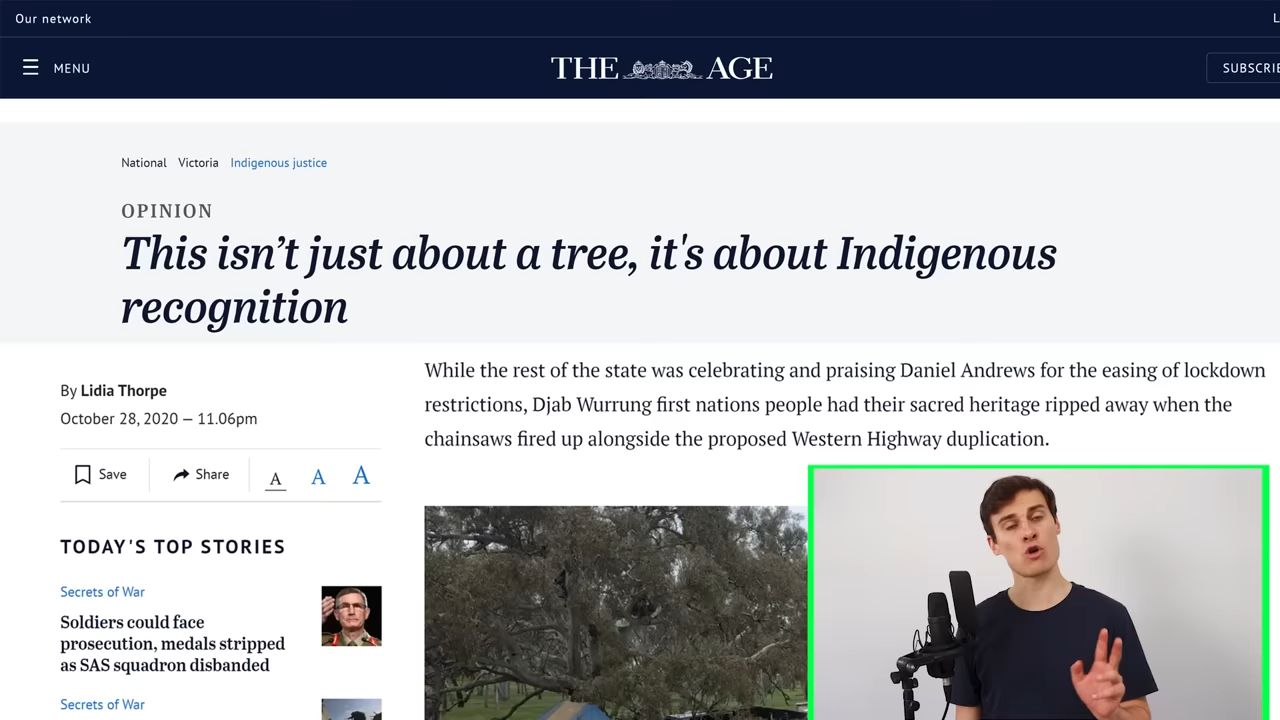 Our network
MENU
THE AGE
National Victoria Indigenous justice
OPINION
This isn’t just about a tree, it's about Indigenous
recognition
By Lidia Thorpe
October 28, 2020 — 11.06pm
Save Share A A A
While the rest of the state was celebrating and praising Daniel Andrews for the easing of lockdown
restrictions, Djab Wurrung first nations people had their sacred heritage ripped away when the
chainsaws fired up alongside the proposed Western Highway duplication.
TODAY'S TOP STORIES
Secrets of War
Soldiers could face
prosecution, medals stripped
as SAS squadron disbanded
Secrets of War